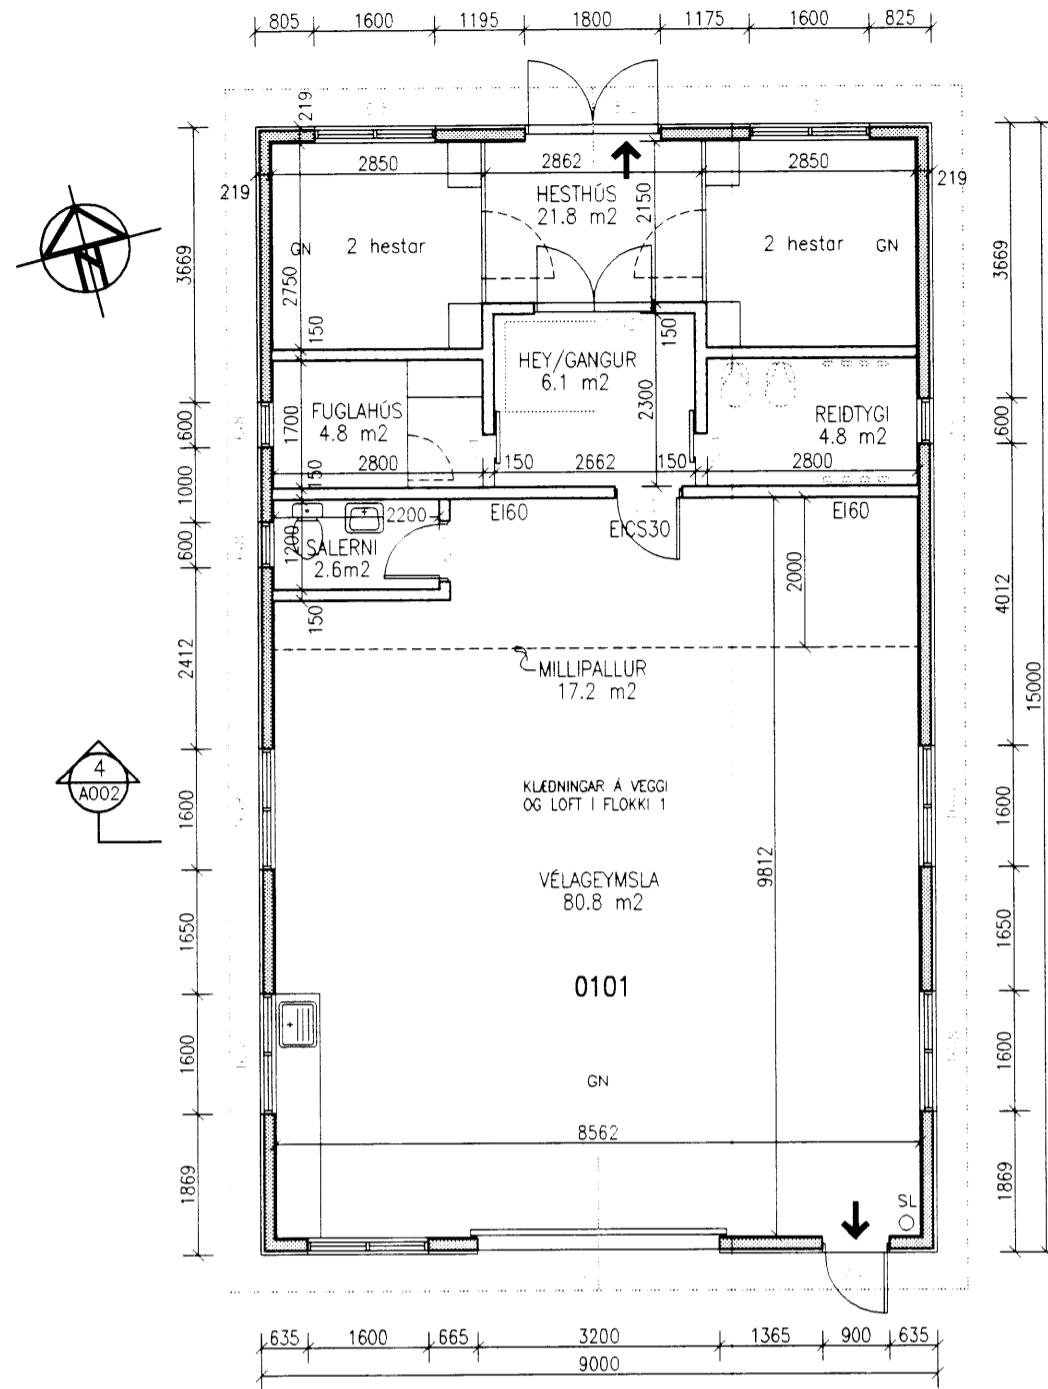 805 1600 1195 1800 1175 1600 825
219
2850 2862 2850
219 219
HESTHÚS
21.8 m2
2150
GN 2 hestar
2 hestar GN
3669
2750
3669
150
150
HEY/GANGUR
6.1 m2
2300
FUGLAHÚS
4.8 m2
REIÐTYGI
4.8 m2
600
1700
600
2800 150 2662 150 2800
150
1000
2200
EI60
EICS30
EI60
600
1200
SALERNI
2.6m2
2000
150
4012
2412
MILLIPALLUR
17.2 m2
15000
4
A002
KLÆÐNINGAR Á VEGGI
OG LOFT Í FLOKKI 1
1600
1600
9812
VÉLAGEYMSLA
80.8 m2
1650
1650
0101
1600
1600
GN
8562
1869
1869
SL
635 1600 665 3200 1365 900 635
9000